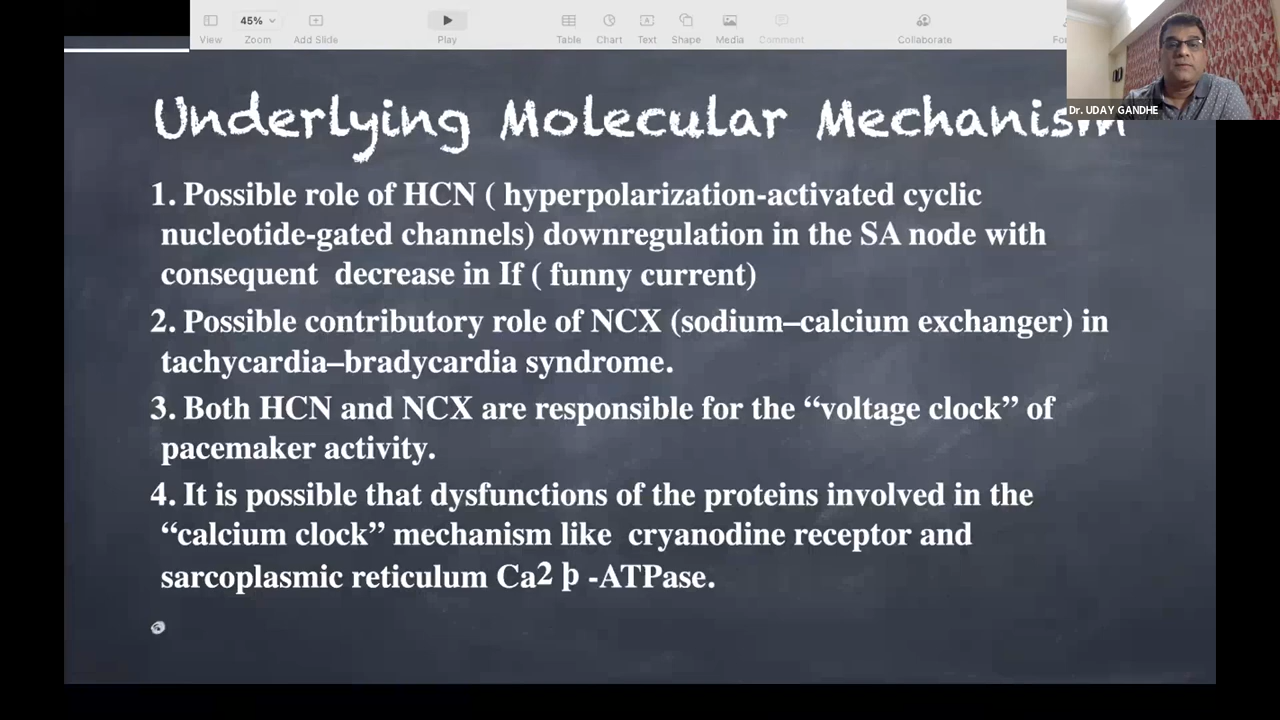 45%
View Zoom Add Slide Play Table Chart Text Shape Media Comment Collaborate
Dr. UDAY GANDHE
Underlying Molecular Mechanism
1. Possible role of HCN ( hyperpolarization-activated cyclic
nucleotide-gated channels) downregulation in the SA node with
consequent decrease in If ( funny current)
2. Possible contributory role of NCX (sodium–calcium exchanger) in
tachycardia–bradycardia syndrome.
3. Both HCN and NCX are responsible for the “voltage clock” of
pacemaker activity.
4. It is possible that dysfunctions of the proteins involved in the
“calcium clock” mechanism like cryanodine receptor and
sarcoplasmic reticulum Ca2 þ -ATPase.